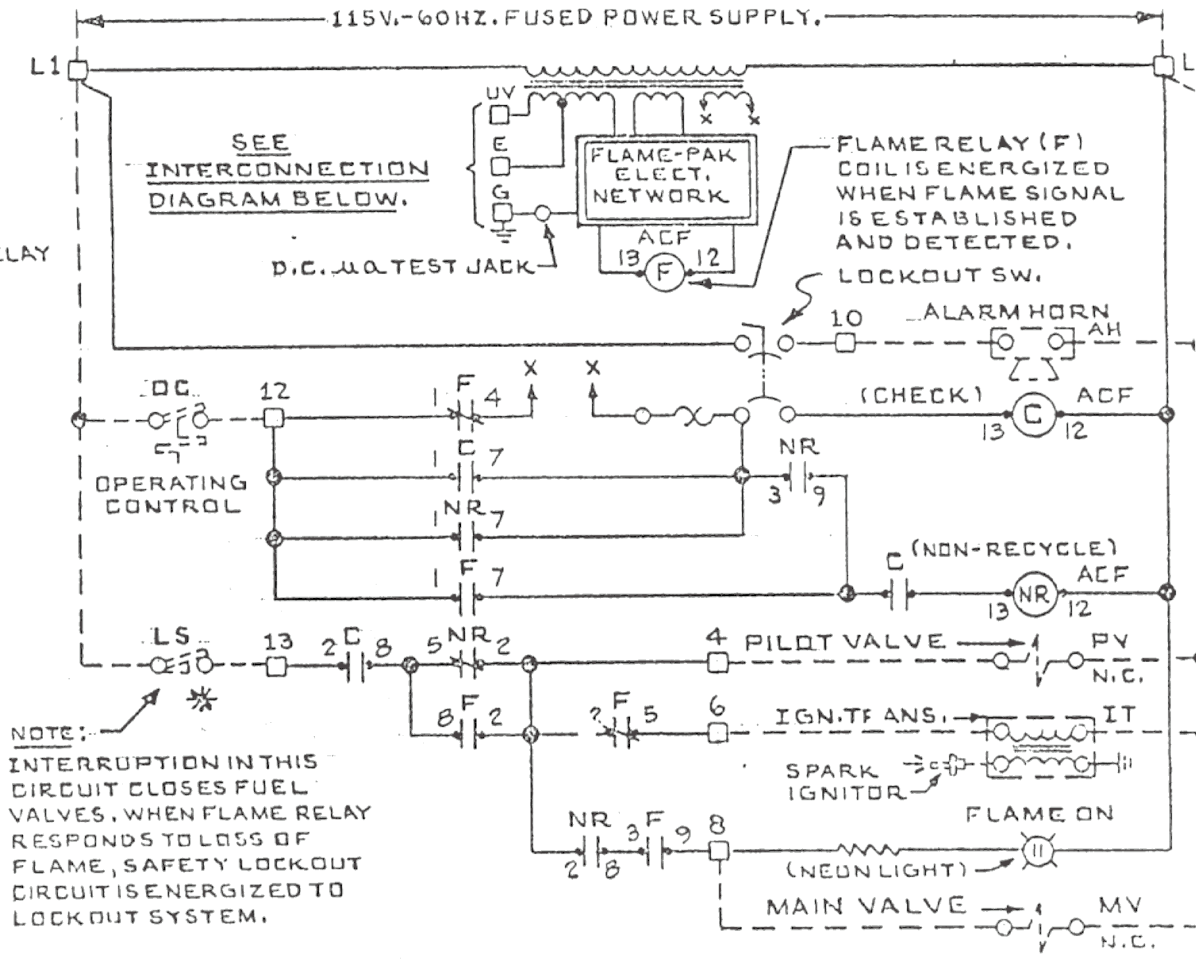 115V.-60HZ. FUSED POWER SUPPLY.
L1
L
UV
X X
E
G
SEE
INTERCONNECTION
DIAGRAM BELOW.
FLAME-PAK
ELECT.
NETWORK
FLAME RELAY (F)
COIL IS ENERGIZED
WHEN FLAME SIGNAL
IS ESTABLISHED
AND DETECTED.
ELAY
ACF
13 F 12
D.C. µa TEST JACK
LOCKOUT SW.
10
ALARM HORN
AH
X X
OC
12
1 F 4
(CHECK)
13 C 12
ACF
OPERATING
CONTROL
1 C 7
NR
3 9
1 NR 7
1 F 7
C
(NON-RECYCLE)
13 NR 12
ACF
LS
13
2 C 8
5 NR 2
4
PILOT VALVE
PV
N.C.
8 F 2
2 F 5
6
IGN. TRANS.
IT
SPARK
IGNITOR
NOTE:
INTERRUPTION IN THIS
CIRCUIT CLOSES FUEL
VALVES. WHEN FLAME RELAY
RESPONDS TO LOSS OF
FLAME, SAFETY LOCKOUT
CIRCUIT IS ENERGIZED TO
LOCKOUT SYSTEM.
NR
2 8
3 F 9
8
FLAME ON
(NEON LIGHT)
MAIN VALVE
MV
N.C.